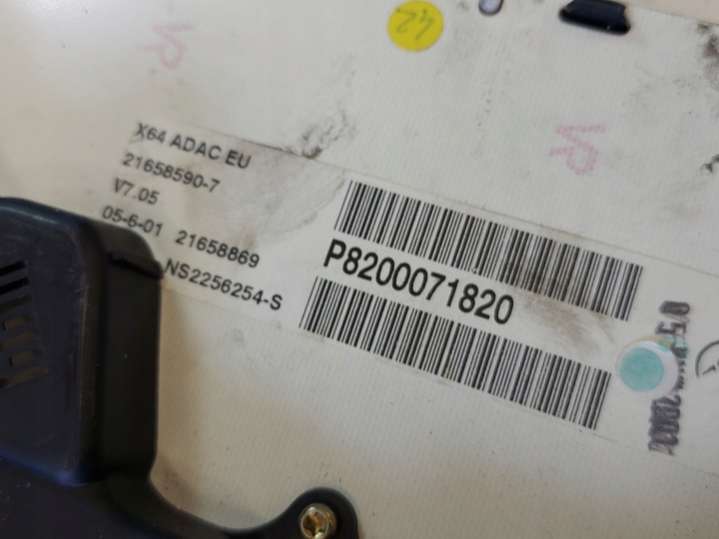 42
X64 ADAC EU
21658590-7
V7.05
05-6-01 21658869
NS2256254-S
P8200071820